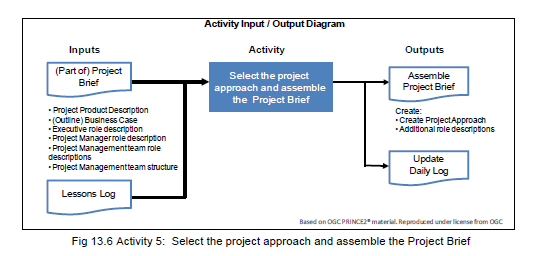 Activity Input / Output Diagram
Inputs
Activity
Outputs
(Part of) Project
Brief
Select the project
approach and assemble
the Project Brief
Assemble
Project Brief
• Project Product Description
• (Outline) Business Case
• Executive role description
• Project Manager role description
• Project Management team role
descriptions
• Project Management team structure
Create:
• Create Project Approach
• Additional role descriptions
Lessons Log
Update
Daily Log
Based on OGC PRINCE2® material. Reproduced under license from OGC
Fig 13.6 Activity 5: Select the project approach and assemble the Project Brief